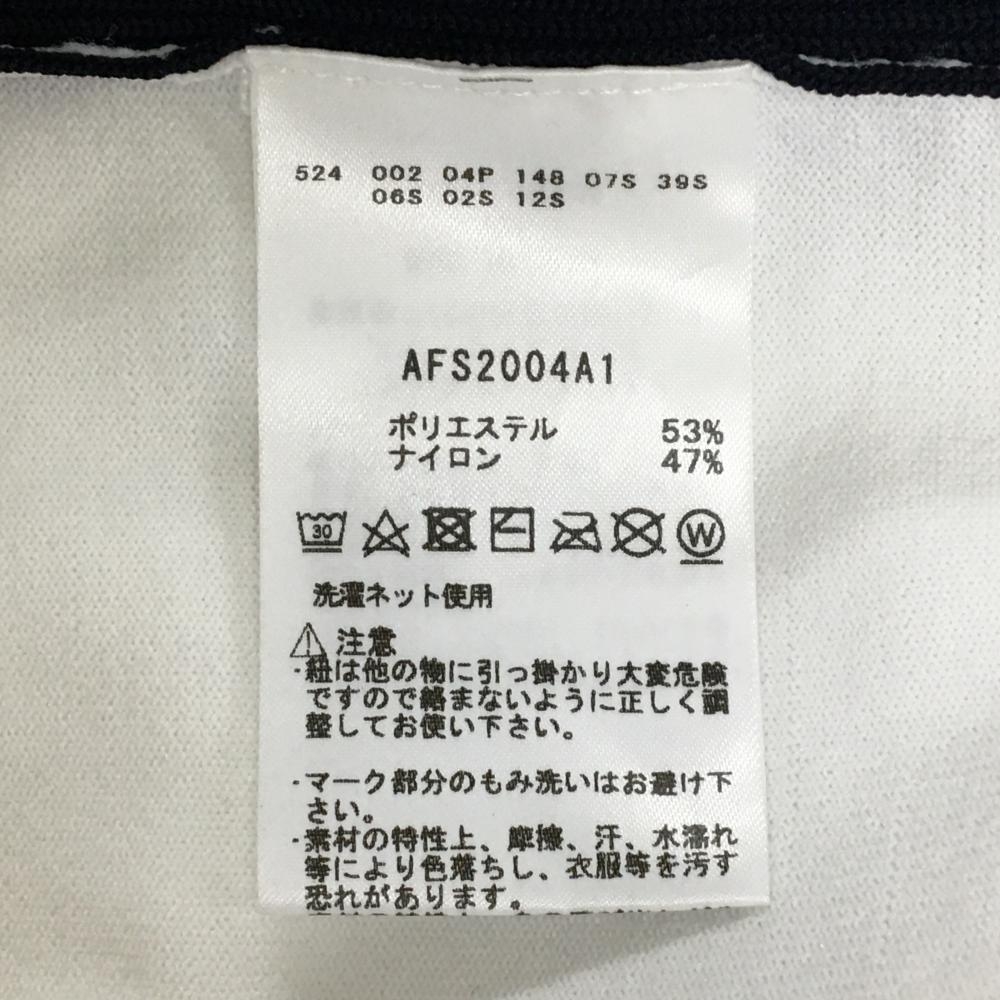 524 002 04P 148 07S 39S
06S 02S 12S
AFS2004A1
ポリエステル 53%
ナイロン 47%
30 W
洗濯ネット使用
注意
・紐は他の物に引っ掛かり大変危険
ですので絡まないように正しく調
整してお使い下さい。
・マーク部分のもみ洗いはお避け下
さい。
・素材の特性上、摩擦、汗、水濡れ
等により色落ちし、衣服等を汚す
恐れがあります。